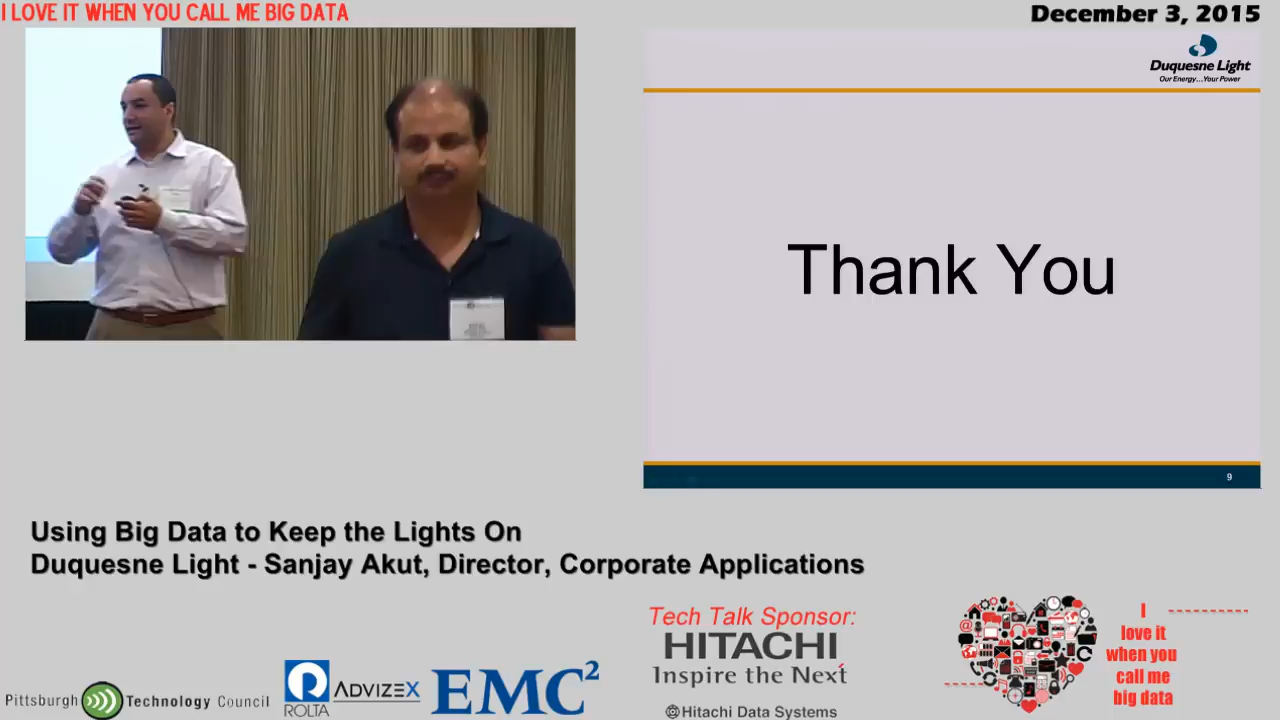 I LOVE IT WHEN YOU CALL ME BIG DATA
December 3, 2015
Duquesne Light
Our Energy...Your Power
Thank You
9
Using Big Data to Keep the Lights On
Duquesne Light - Sanjay Akut, Director, Corporate Applications
Pittsburgh Technology Council
ROLTA
ADVIZEX
EMC²
Tech Talk Sponsor:
HITACHI
Inspire the Next
Hitachi Data Systems
I
love it
when you
call me
big data